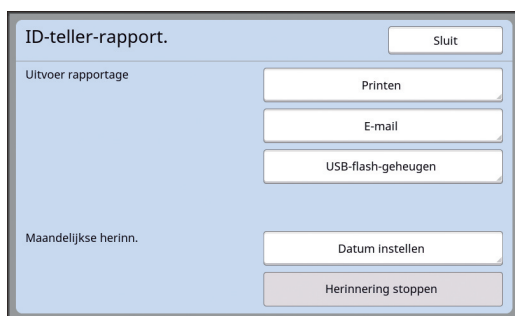 ID-teller-rapport.
Sluit
Uitvoer rapportage
Printen
E-mail
USB-flash-geheugen
Maandelijkse herinn.
Datum instellen
Herinnering stoppen